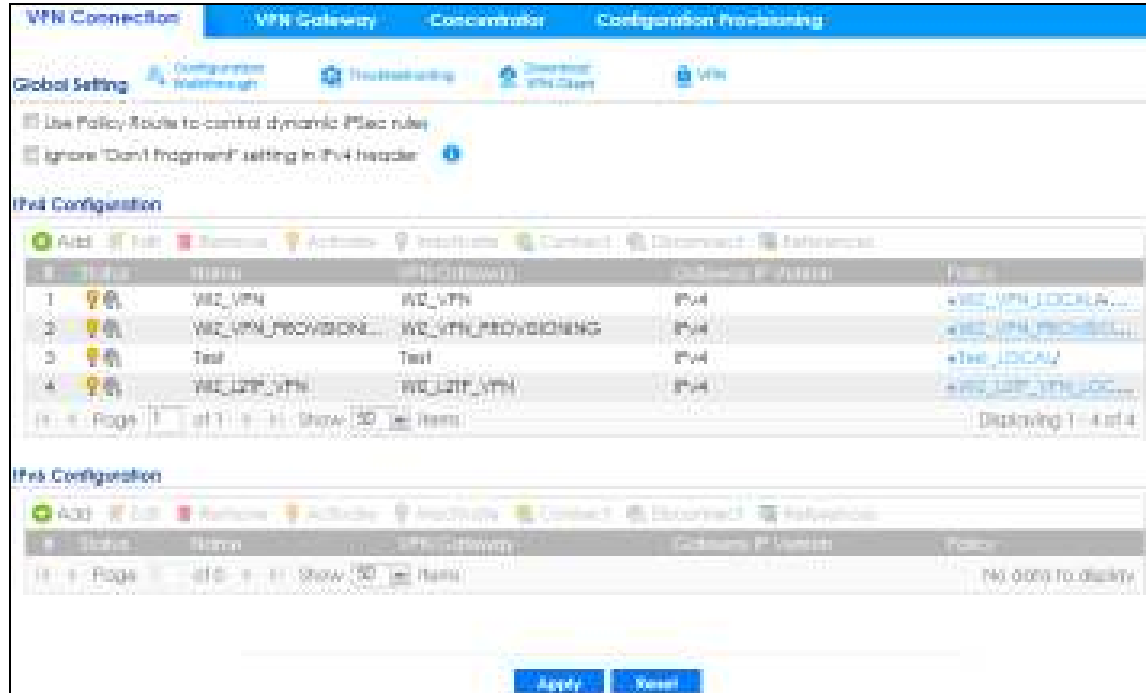 VPN Connection VPN Gateway Concentrator Configuration Provisioning
Global Setting Configuration Walkthrough Troubleshooting Download VPN Client VPN
Use Policy Route to control dynamic IPSec rules
Ignore "Don't Fragment" setting in IPv4 header
IPv4 Configuration
Add Edit Remove Activate Inactivate Connect Disconnect References
# Status Name VPN Gateway Gateway IP Version Policy
1 WIZ_VPN WIZ_VPN IPv4 WIZ_VPN_LOCAL/...
2 WIZ_VPN_PROVISIONI... WIZ_VPN_PROVISIONING IPv4 WIZ_VPN_PROVISI...
3 Test Test IPv4 Test_LOCAL/
4 WIZ_L2TP_VPN WIZ_L2TP_VPN IPv4 WIZ_L2TP_VPN_LOC...
Page 1 of 1 Show 50 items Displaying 1 - 4 of 4
IPv6 Configuration
Add Edit Remove Activate Inactivate Connect Disconnect References
# Status Name VPN Gateway Gateway IP Version Policy
Page of 0 Show 50 items No data to display
Apply Reset